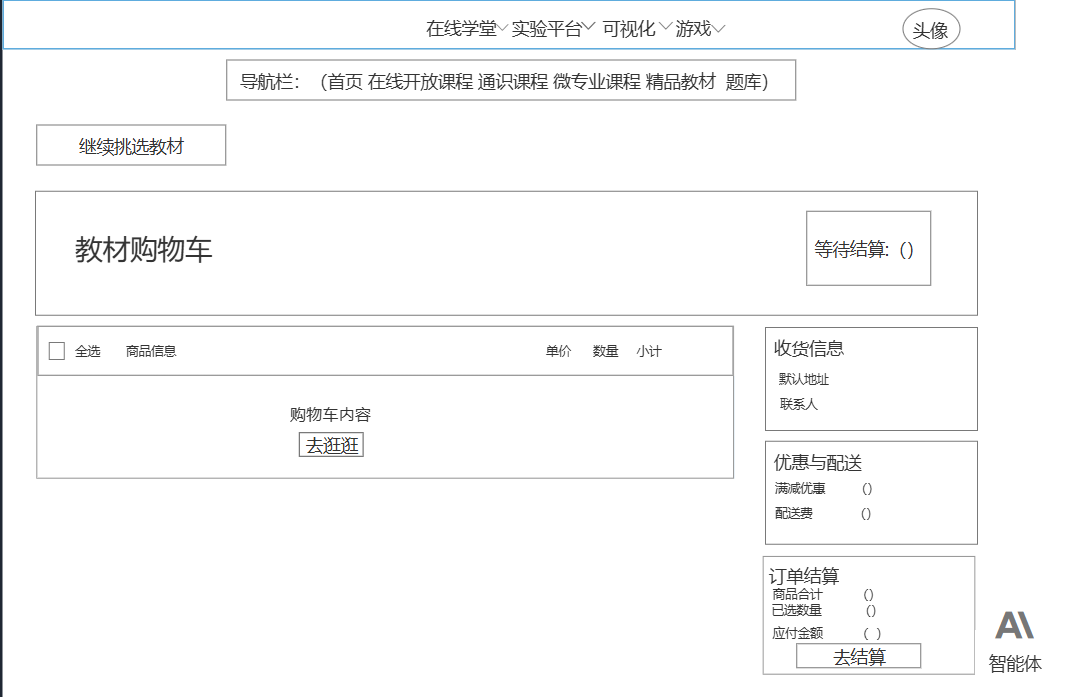 在线学堂 实验平台 可视化 游戏 头像
导航栏：（首页 在线开放课程 通识课程 微专业课程 精品教材 题库）
继续挑选教材
教材购物车
等待结算:（）
全选 商品信息 单价 数量 小计
购物车内容
去逛逛
收货信息
默认地址
联系人
优惠与配送
满减优惠 （）
配送费 （）
订单结算
商品合计 （）
已选数量 （）
应付金额 （ ）
去结算
AI
智能体